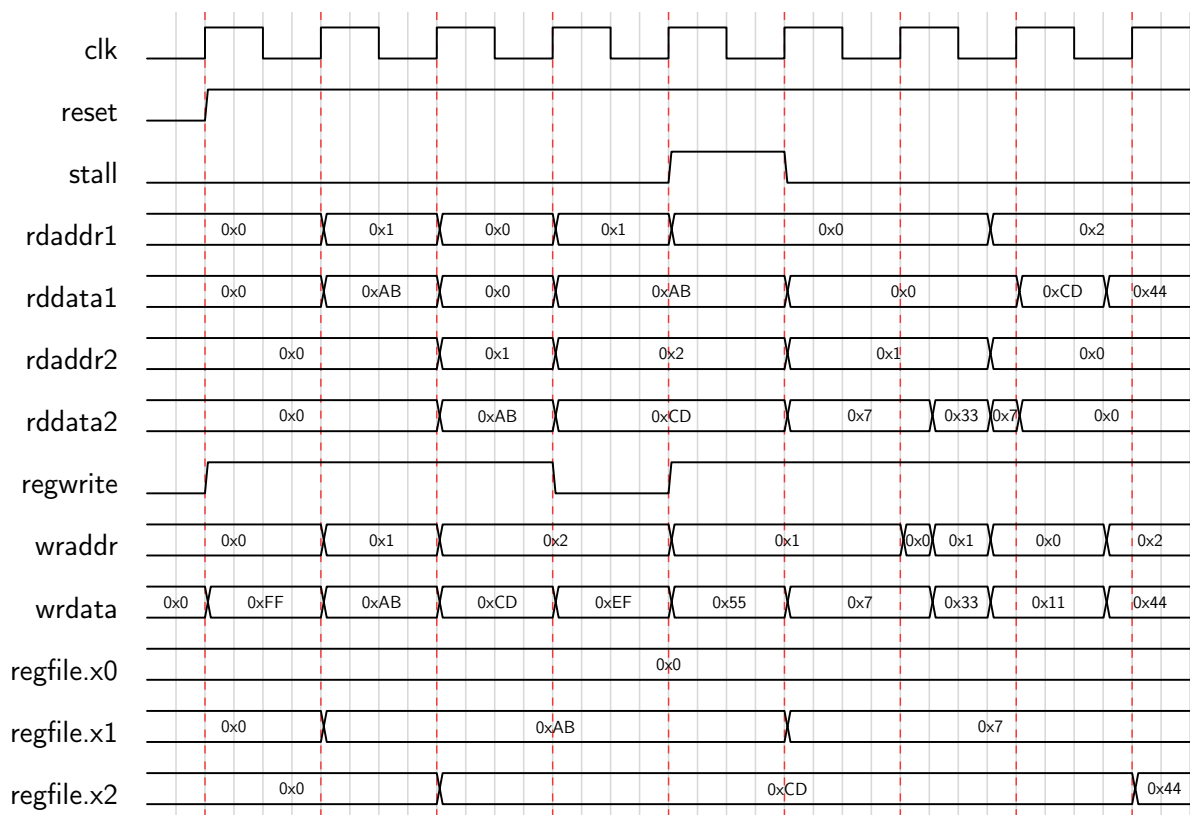 clk
reset
stall
rdaddr1 0x0 0x1 0x0 0x1 0x0 0x2
rddata1 0x0 0xAB 0x0 0xAB 0x0 0xCD 0x44
rdaddr2 0x0 0x1 0x2 0x1 0x0
rddata2 0x0 0xAB 0xCD 0x7 0x33 0x7 0x0
regwrite
wraddr 0x0 0x1 0x2 0x1 0x0 0x1 0x0 0x2
wrdata 0x0 0xFF 0xAB 0xCD 0xEF 0x55 0x7 0x33 0x11 0x44
regfile.x0 0x0
regfile.x1 0x0 0xAB 0x7
regfile.x2 0x0 0xCD 0x44